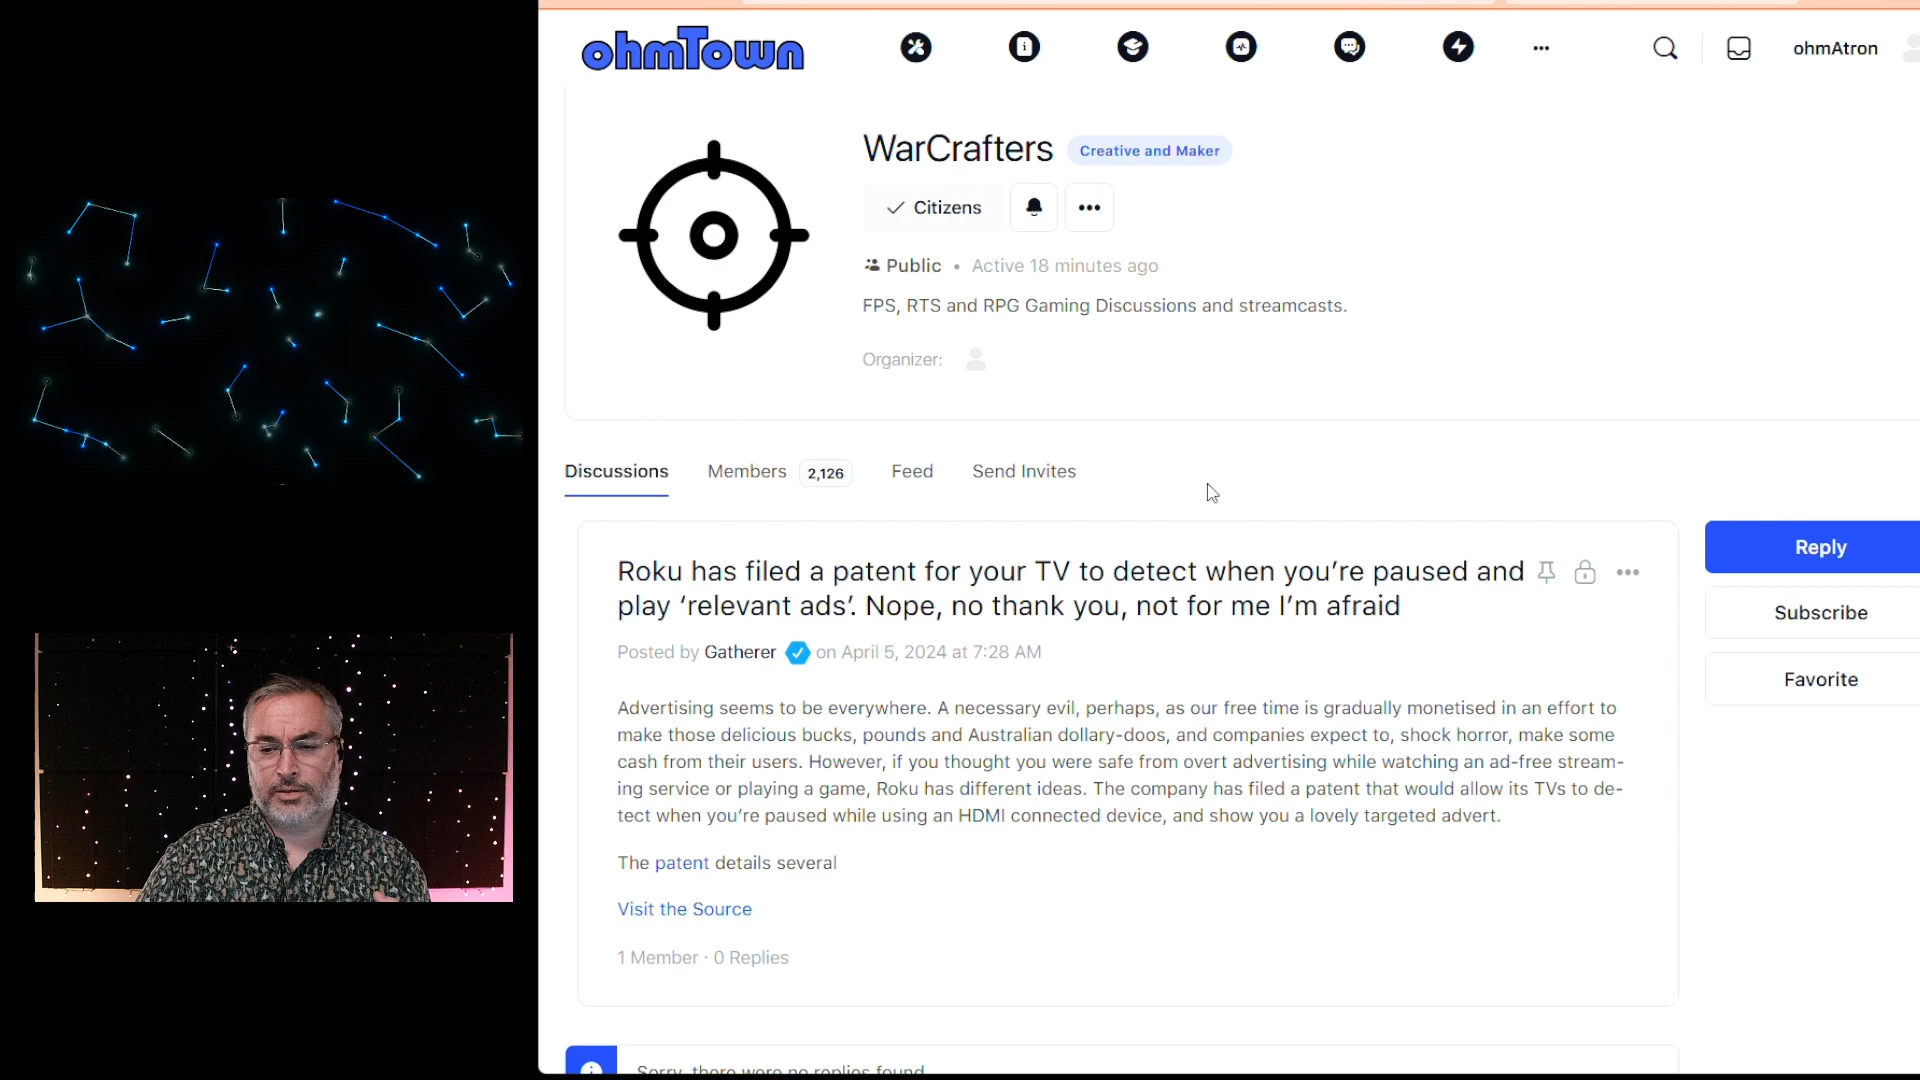 ohmTown
ohmAtron
WarCrafters
Creative and Maker
Citizens
Public • Active 18 minutes ago
FPS, RTS and RPG Gaming Discussions and streamcasts.
Organizer:
Discussions
Members 2,126
Feed
Send Invites
Roku has filed a patent for your TV to detect when you’re paused and
play ‘relevant ads’. Nope, no thank you, not for me I’m afraid
Posted by Gatherer on April 5, 2024 at 7:28 AM
Advertising seems to be everywhere. A necessary evil, perhaps, as our free time is gradually monetised in an effort to
make those delicious bucks, pounds and Australian dollary-doos, and companies expect to, shock horror, make some
cash from their users. However, if you thought you were safe from overt advertising while watching an ad-free stream-
ing service or playing a game, Roku has different ideas. The company has filed a patent that would allow its TVs to de-
tect when you’re paused while using an HDMI connected device, and show you a lovely targeted advert.
The patent details several
Visit the Source
1 Member · 0 Replies
Reply
Subscribe
Favorite
Sorry, there were no replies found.